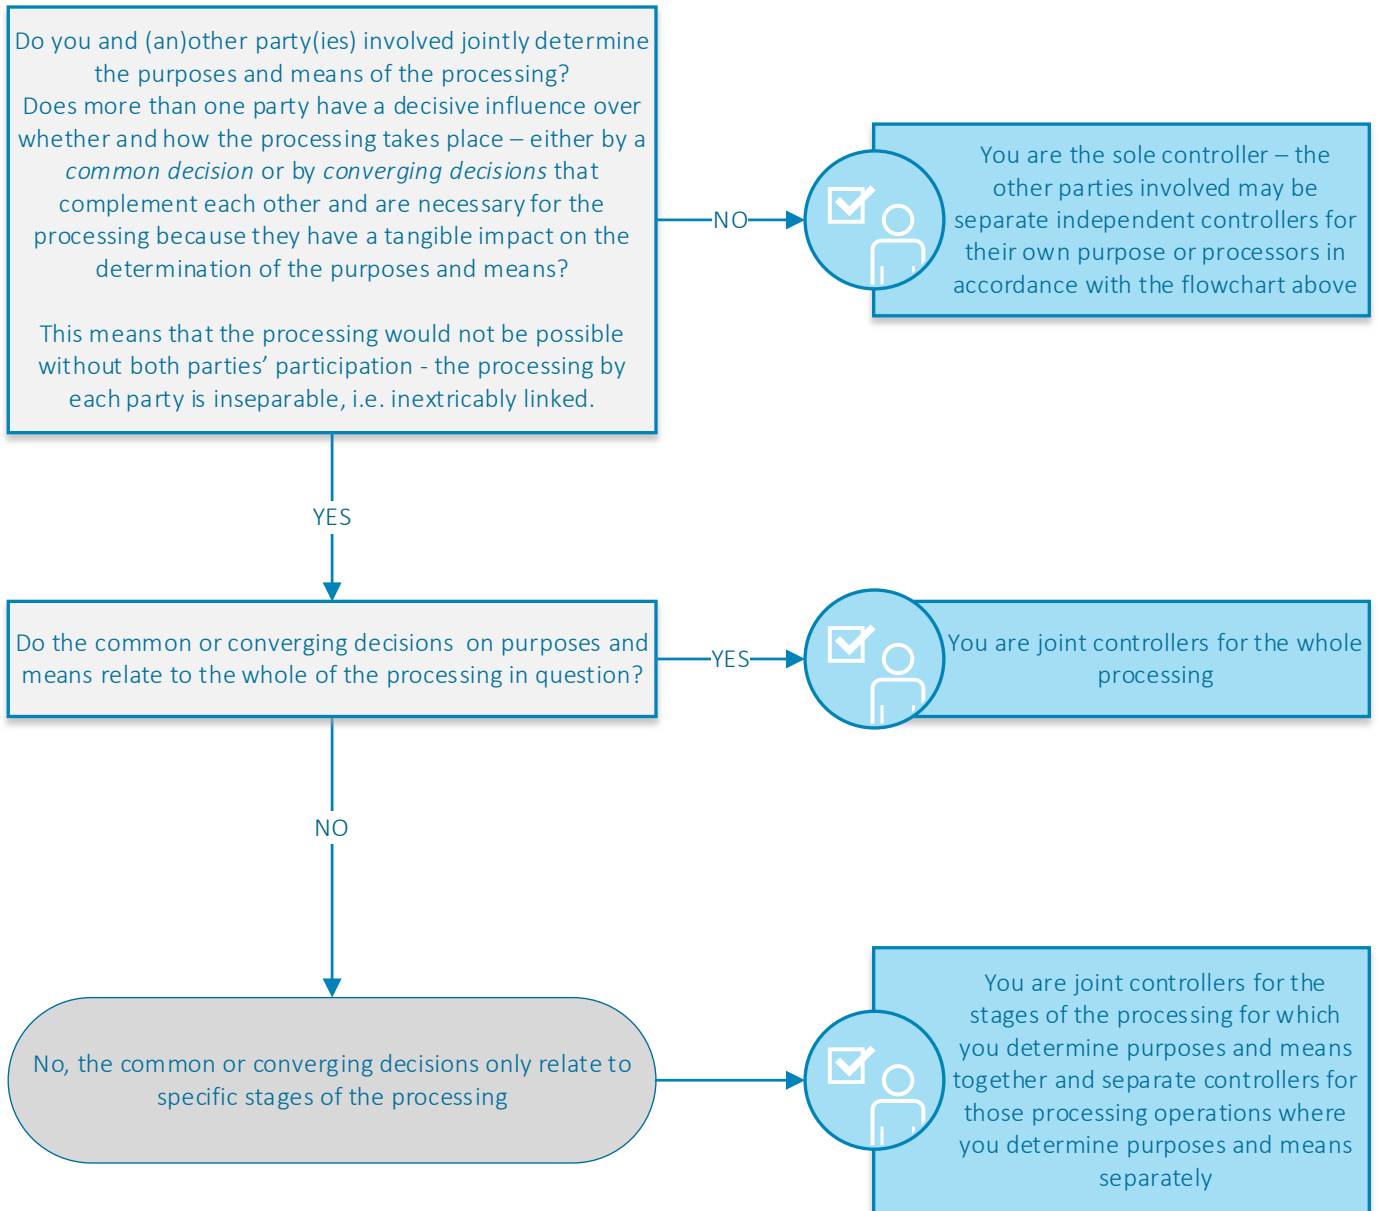 Do you and (an)other party(ies) involved jointly determine
the purposes and means of the processing?
Does more than one party have a decisive influence over
whether and how the processing takes place – either by a
common decision or by converging decisions that
complement each other and are necessary for the
processing because they have a tangible impact on the
determination of the purposes and means?
This means that the processing would not be possible
without both parties’ participation - the processing by
each party is inseparable, i.e. inextricably linked.
NO
You are the sole controller – the
other parties involved may be
separate independent controllers for
their own purpose or processors in
accordance with the flowchart above
YES
Do the common or converging decisions on purposes and
means relate to the whole of the processing in question?
YES
You are joint controllers for the whole
processing
NO
No, the common or converging decisions only relate to
specific stages of the processing
You are joint controllers for the
stages of the processing for which
you determine purposes and means
together and separate controllers for
those processing operations where
you determine purposes and means
separately